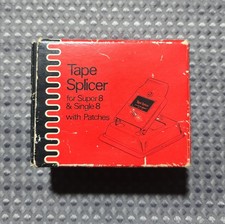 Tape
Splicer
for Super 8
& Single 8
with Patches